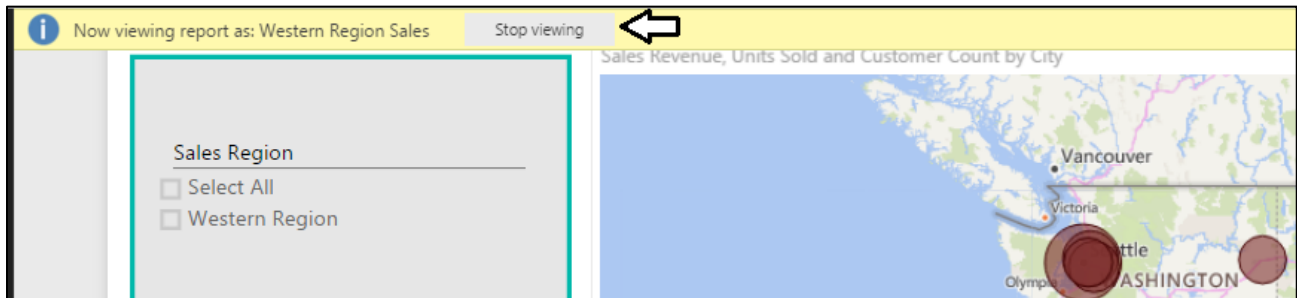 Now viewing report as: Western Region Sales
Stop viewing
Sales Revenue, Units Sold and Customer Count by City
Sales Region
Select All
Western Region
Vancouver
Victoria